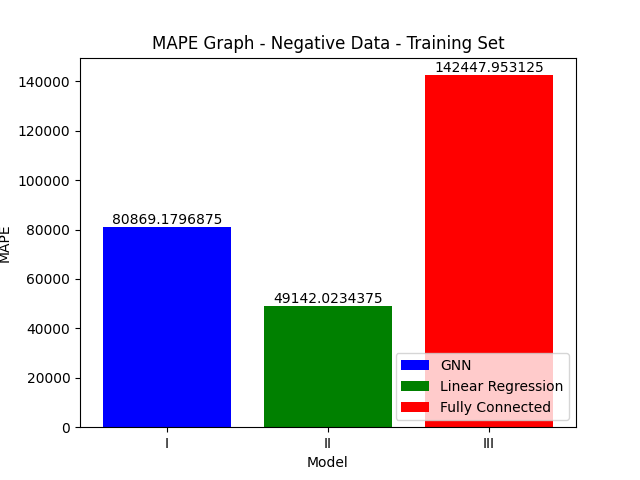 MAPE Graph - Negative Data - Training Set
MAPE
140000
120000
100000
80000
60000
40000
20000
0
80869.1796875
49142.0234375
142447.953125
GNN
Linear Regression
Fully Connected
I
II
III
Model